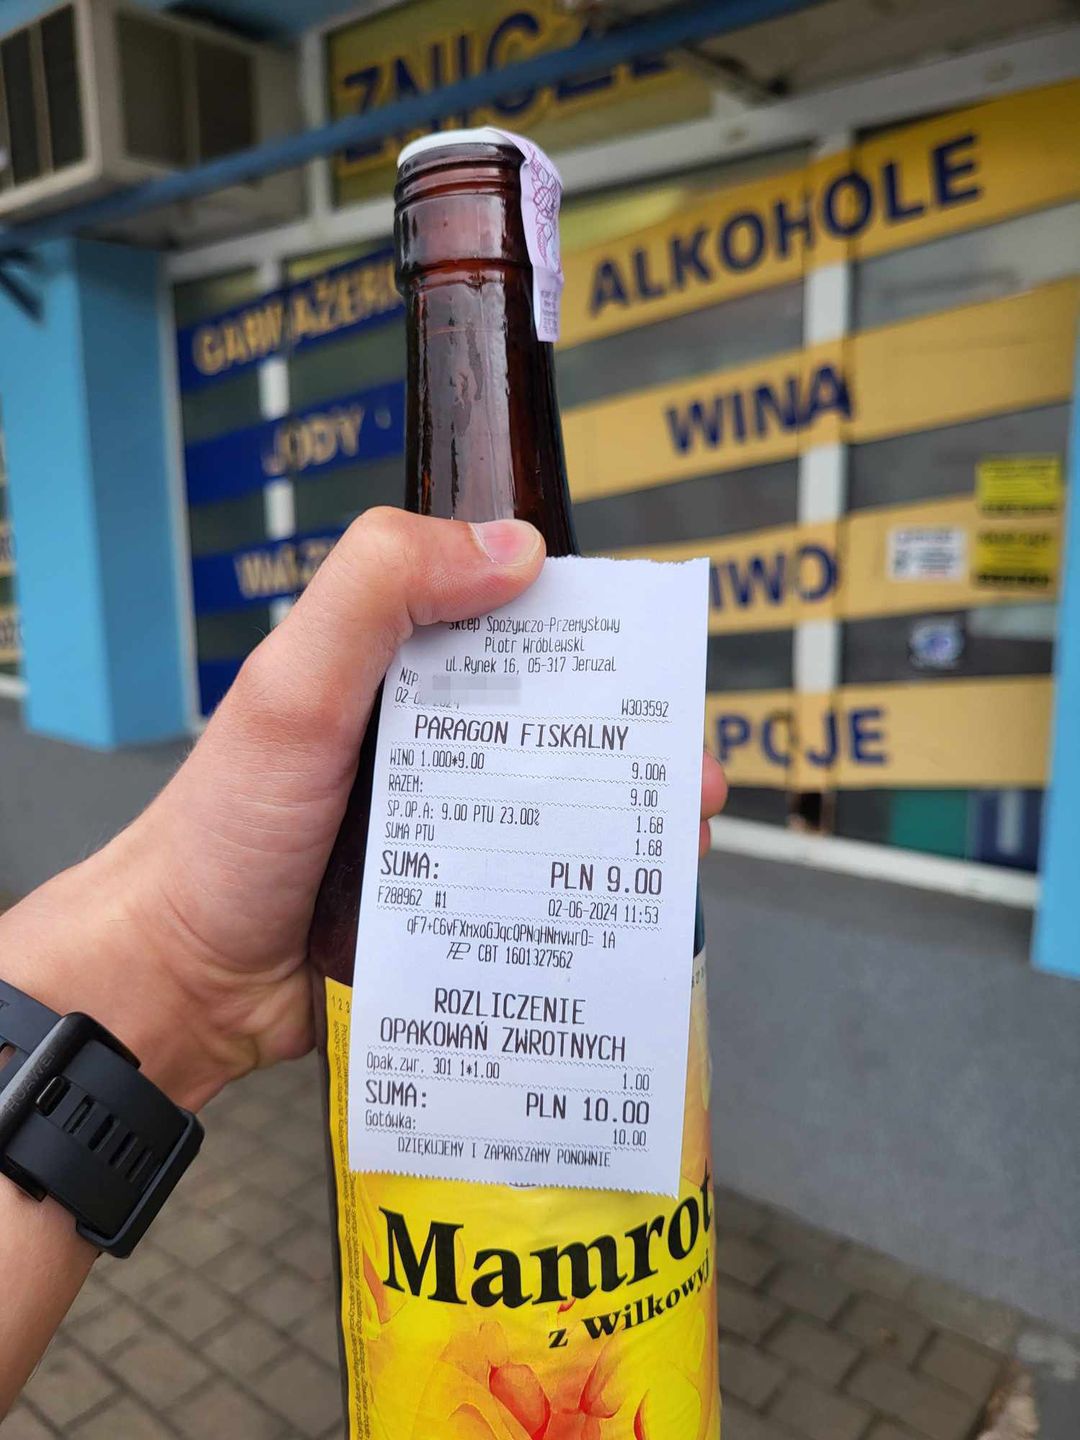 ZNICZE
ALKOHOLE
WINA
WODY
Sklep Spożywczo-Przemysłowy
Piotr Wróblewski
ul.Rynek 16, 05-317 Jeruzal
NIP
W303592
PARAGON FISKALNY
WINO 1.000*9.00 9.00A
RAZEM: 9.00
SP.OP.A: 9.00 PTU 23.00% 1.68
SUMA PTU 1.68
SUMA: PLN 9.00
F288962 #1 02-06-2024 11:53
CBT 1601327562
ROZLICZENIE
OPAKOWAŃ ZWROTNYCH
Opak.zwr. 301 1*1.00 1.00
SUMA: PLN 10.00
Gotówka: 10.00
DZIĘKUJEMY I ZAPRASZAMY PONOWNIE
Mamrot
z Wilkowyj